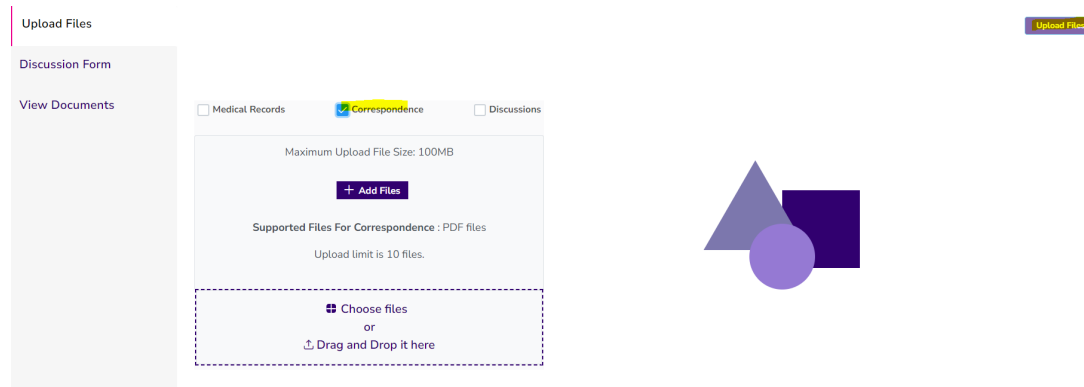 Upload Files
Upload Files
Discussion Form
View Documents
Medical Records
Correspondence
Discussions
Maximum Upload File Size: 100MB
+ Add Files
Supported Files For Correspondence : PDF files
Upload limit is 10 files.
Choose files
or
Drag and Drop it here